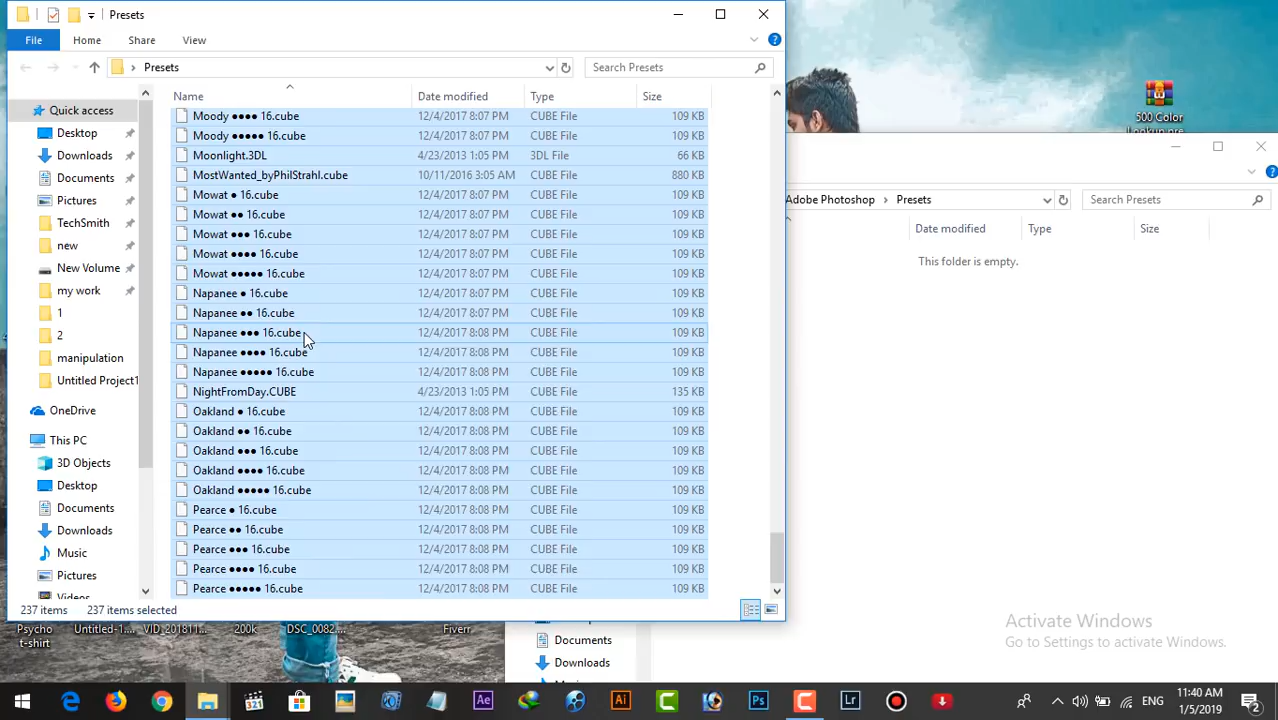 Presets
File Home Share View
Presets Search Presets
Name Date modified Type Size
Quick access
Desktop
Downloads
Documents
Pictures
TechSmith
new
New Volume
my work
1
2
manipulation
Untitled Project1
OneDrive
This PC
3D Objects
Desktop
Documents
Downloads
Music
Pictures
Videos
Moody •••• 16.cube 12/4/2017 8:07 PM CUBE File 109 KB
Moody ••••• 16.cube 12/4/2017 8:07 PM CUBE File 109 KB
Moonlight.3DL 4/23/2013 1:05 PM 3DL File 66 KB
MostWanted_byPhilStrahl.cube 10/11/2016 3:05 AM CUBE File 880 KB
Mowat • 16.cube 12/4/2017 8:07 PM CUBE File 109 KB
Mowat •• 16.cube 12/4/2017 8:07 PM CUBE File 109 KB
Mowat ••• 16.cube 12/4/2017 8:07 PM CUBE File 109 KB
Mowat •••• 16.cube 12/4/2017 8:07 PM CUBE File 109 KB
Mowat ••••• 16.cube 12/4/2017 8:07 PM CUBE File 109 KB
Napanee • 16.cube 12/4/2017 8:07 PM CUBE File 109 KB
Napanee •• 16.cube 12/4/2017 8:07 PM CUBE File 109 KB
Napanee ••• 16.cube 12/4/2017 8:08 PM CUBE File 109 KB
Napanee •••• 16.cube 12/4/2017 8:08 PM CUBE File 109 KB
Napanee ••••• 16.cube 12/4/2017 8:08 PM CUBE File 109 KB
NightFromDay.CUBE 4/23/2013 1:05 PM CUBE File 135 KB
Oakland • 16.cube 12/4/2017 8:08 PM CUBE File 109 KB
Oakland •• 16.cube 12/4/2017 8:08 PM CUBE File 109 KB
Oakland ••• 16.cube 12/4/2017 8:08 PM CUBE File 109 KB
Oakland •••• 16.cube 12/4/2017 8:08 PM CUBE File 109 KB
Oakland ••••• 16.cube 12/4/2017 8:08 PM CUBE File 109 KB
Pearce • 16.cube 12/4/2017 8:08 PM CUBE File 109 KB
Pearce •• 16.cube 12/4/2017 8:08 PM CUBE File 109 KB
Pearce ••• 16.cube 12/4/2017 8:08 PM CUBE File 109 KB
Pearce •••• 16.cube 12/4/2017 8:08 PM CUBE File 109 KB
Pearce ••••• 16.cube 12/4/2017 8:08 PM CUBE File 109 KB
237 items 237 items selected
500 Color
Lookup pre
Adobe Photoshop Presets Search Presets
Date modified Type Size
This folder is empty.
Documents
Downloads
Activate Windows
Go to Settings to activate Windows.
Psycho Untitled-1.... VID_201811... 200k DSC_0082.... Fiverr
t-shirt
321 Ae Ai Ps Lr
ENG
11:40 AM
1/5/2019
2